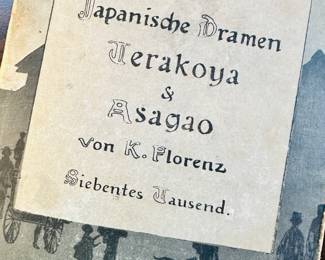 Japanische Dramen
Terakoya
&
Asagao
von K. Florenz
Siebentes Tausend.